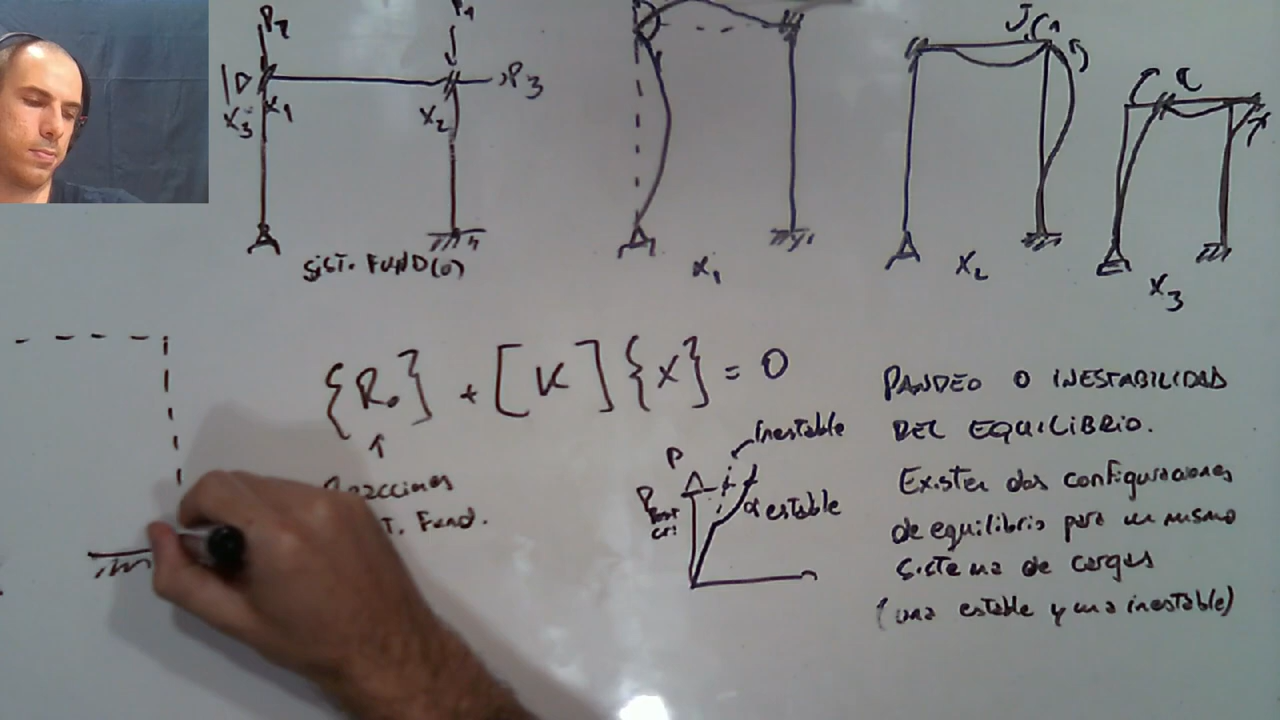 P2
P1
P3
X3
X1
X2
SIST. FUND(0)
X1
X2
X3
{R0} + [K] {X} = 0
Fund.
P
Inestable
estable
PANDEO O INESTABILIDAD
DEL EQUILIBRIO.
Existen dos configuraciones
de equilibrio para un mismo
sistema de cargas
(una estable y una inestable)